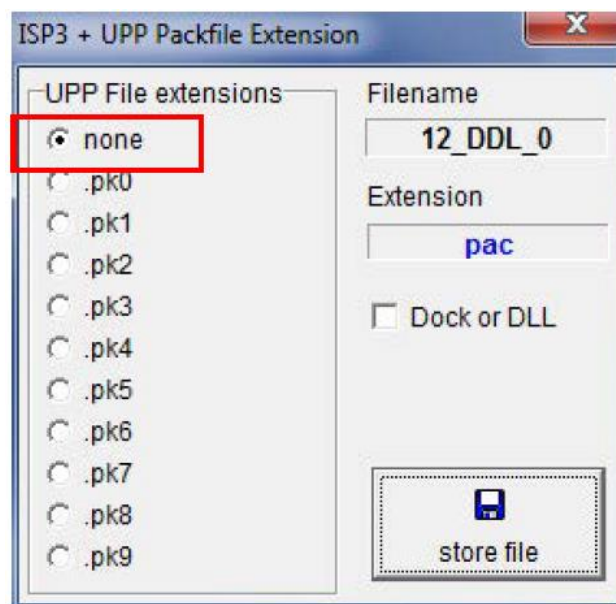 ISP3 + UPP Packfile Extension
x
UPP File extensions
none
.pk0
.pk1
.pk2
.pk3
.pk4
.pk5
.pk6
.pk7
.pk8
.pk9
Filename
12_DDL_0
Extension
pac
Dock or DLL
store file